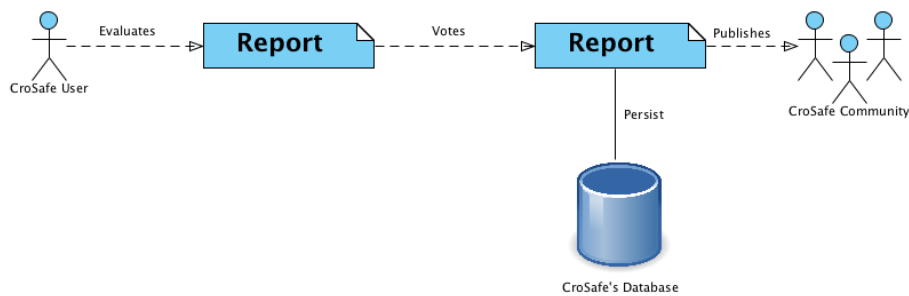 Evaluates
Report
Votes
Report
Publishes
CroSafe User
CroSafe Community
Persist
CroSafe's Database